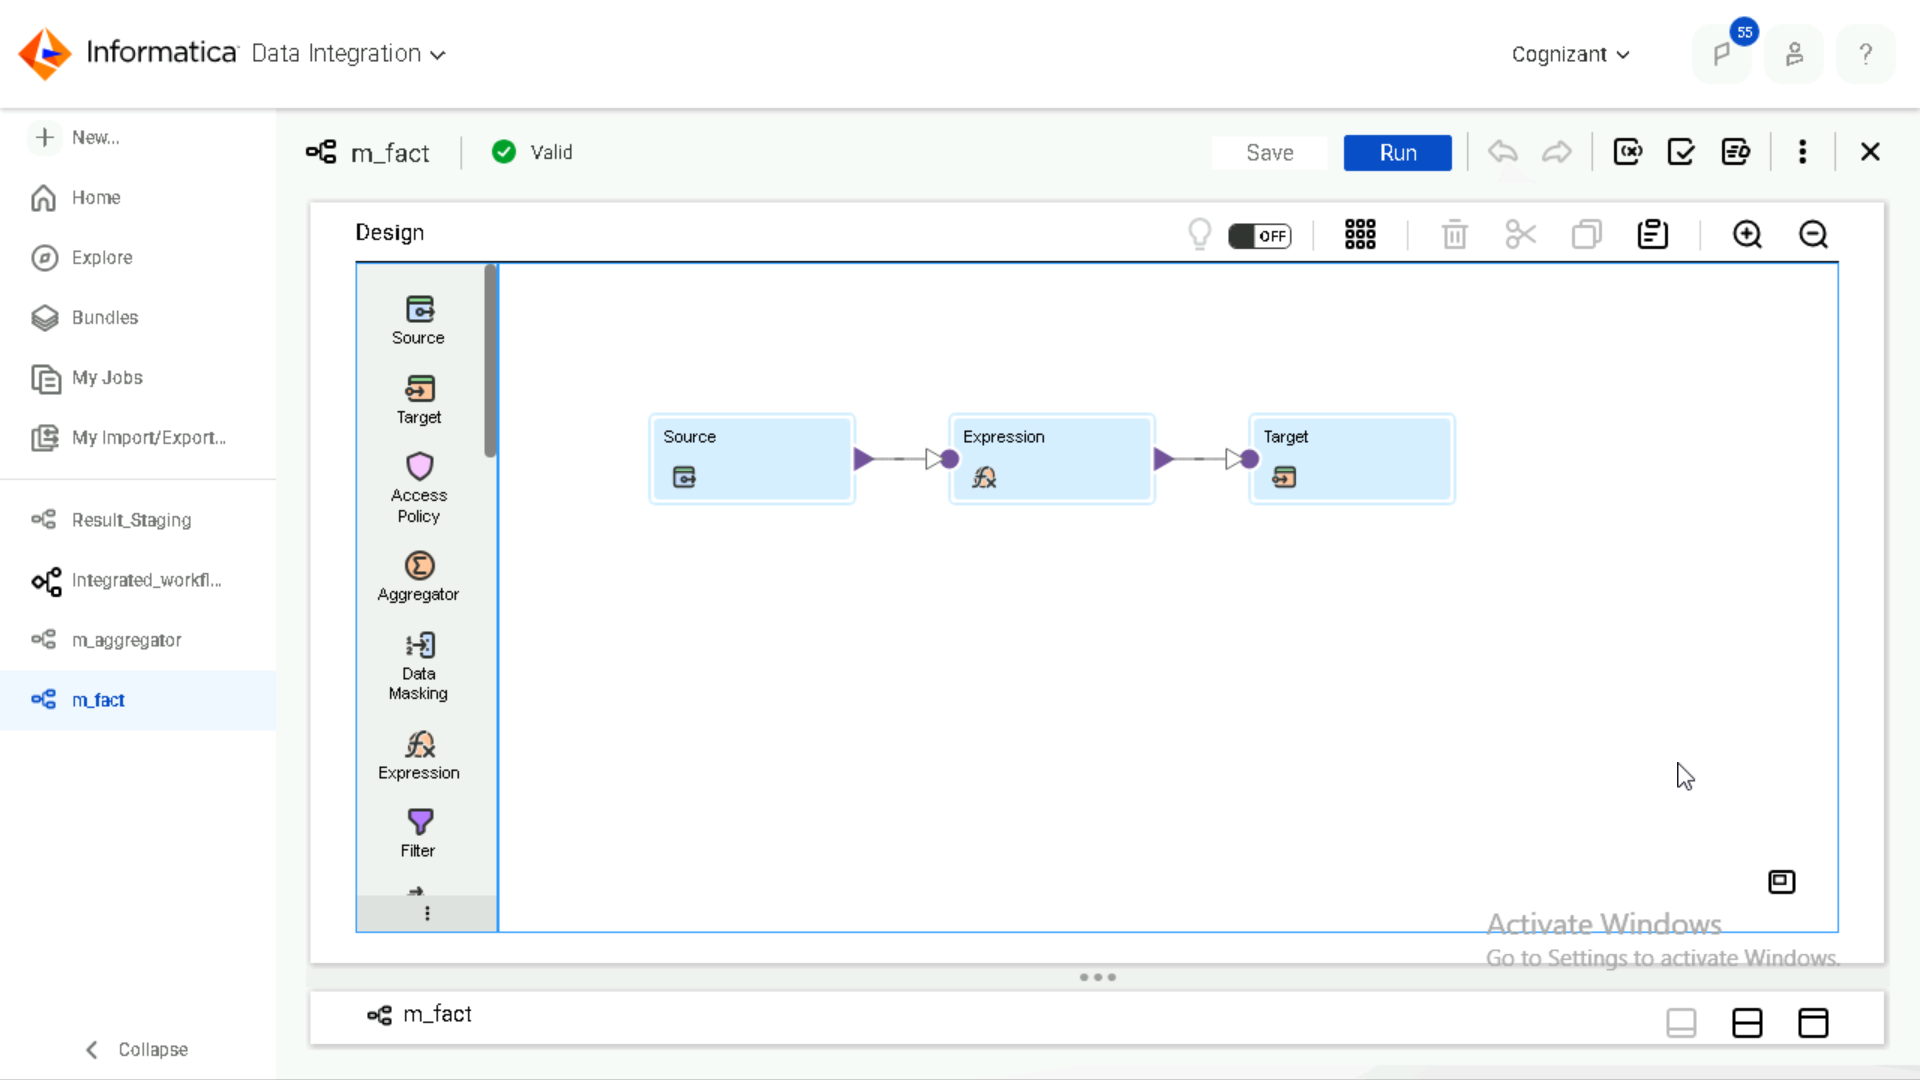 Informatica Data Integration
Cognizant
55
?
New...
Home
Explore
Bundles
My Jobs
My Import/Export...
Result_Staging
Integrated_workfl...
m_aggregator
m_fact
Collapse
m_fact
Valid
Save
Run
Design
OFF
Source
Target
Access
Policy
Aggregator
Data
Masking
Expression
Filter
Source
Expression
Target
Activate Windows
Go to Settings to activate Windows.
m_fact